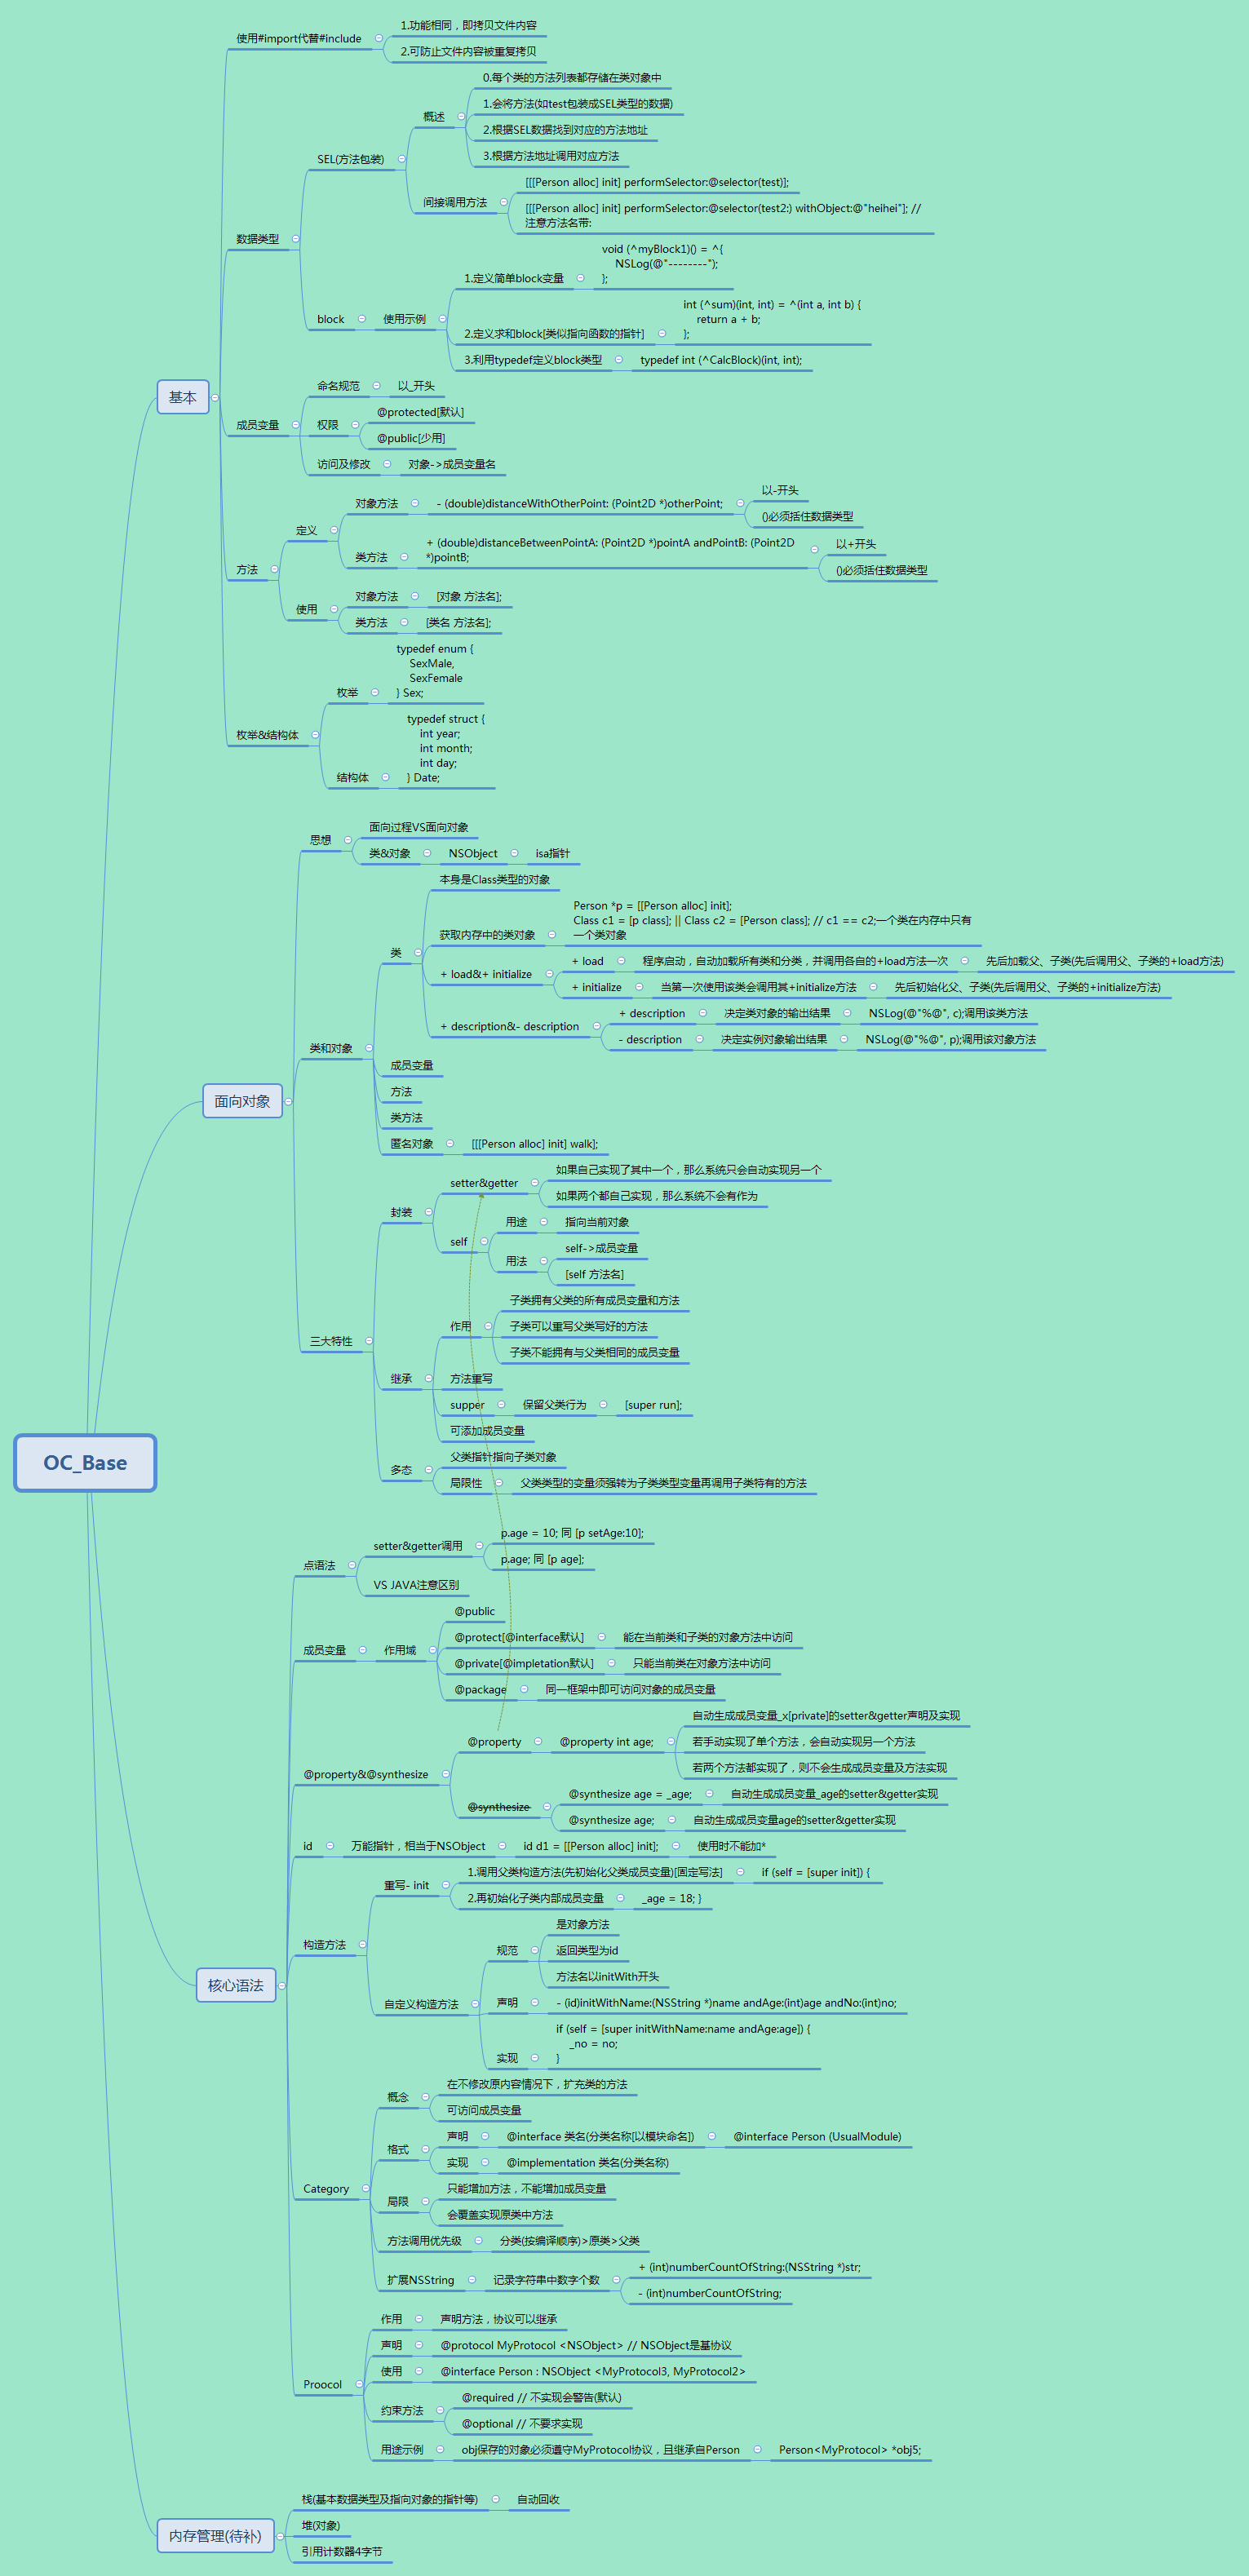 OC_Base
基本
使用#import代替#include
1.功能相同，即拷贝文件内容
2.可防止文件内容被重复拷贝
数据类型
SEL(方法包装)
概述
0.每个类的方法列表都存储在类对象中
1.会将方法(如test包装成SEL类型的数据)
2.根据SEL数据找到对应的方法地址
3.根据方法地址调用对应方法
间接调用方法
[[[Person alloc] init] performSelector:@selector(test)];
[[[Person alloc] init] performSelector:@selector(test2:) withObject:@"heihei"]; //
注意方法名带:
block
使用示例
1.定义简单block变量
void (^myBlock1)() = ^{
NSLog(@"--------");
};
2.定义求和block[类似指向函数的指针]
int (^sum)(int, int) = ^(int a, int b) {
return a + b;
};
3.利用typedef定义block类型
typedef int (^CalcBlock)(int, int);
成员变量
命名规范
以_开头
权限
@protected[默认]
@public[少用]
访问及修改
对象->成员变量名
方法
定义
对象方法
- (double)distanceWithOtherPoint: (Point2D *)otherPoint;
以-开头
()必须括住数据类型
类方法
+ (double)distanceBetweenPointA: (Point2D *)pointA andPointB: (Point2D
*)pointB;
以+开头
()必须括住数据类型
使用
对象方法
[对象 方法名];
类方法
[类名 方法名];
枚举&结构体
枚举
typedef enum {
SexMale,
SexFemale
} Sex;
结构体
typedef struct {
int year;
int month;
int day;
} Date;
面向对象
思想
面向过程VS面向对象
类&对象
NSObject
isa指针
类和对象
类
本身是Class类型的对象
获取内存中的类对象
Person *p = [[Person alloc] init];
Class c1 = [p class]; || Class c2 = [Person class]; // c1 == c2;一个类在内存中只有
一个类对象
+ load&+ initialize
+ load
程序启动，自动加载所有类和分类，并调用各自的+load方法一次
先后加载父、子类(先后调用父、子类的+load方法)
+ initialize
当第一次使用该类会调用其+initialize方法
先后初始化父、子类(先后调用父、子类的+initialize方法)
+ description&- description
+ description
决定类对象的输出结果
NSLog(@"%@", c);调用该类方法
- description
决定实例对象输出结果
NSLog(@"%@", p);调用该对象方法
成员变量
方法
类方法
匿名对象
[[[Person alloc] init] walk];
三大特性
封装
setter&getter
如果自己实现了其中一个，那么系统只会自动实现另一个
如果两个都自己实现，那么系统不会有作为
self
用途
指向当前对象
用法
self->成员变量
[self 方法名]
继承
作用
子类拥有父类的所有成员变量和方法
子类可以重写父类写好的方法
子类不能拥有与父类相同的成员变量
方法重写
supper
保留父类行为
[super run];
可添加成员变量
多态
父类指针指向子类对象
局限性
父类类型的变量须强转为子类类型变量再调用子类特有的方法
核心语法
点语法
setter&getter调用
p.age = 10; 同 [p setAge:10];
p.age; 同 [p age];
VS JAVA注意区别
成员变量
作用域
@public
@protect[@interface默认]
能在当前类和子类的对象方法中访问
@private[@impletation默认]
只能当前类在对象方法中访问
@package
同一框架中即可访问对象的成员变量
@property&@synthesize
@property
@property int age;
自动生成成员变量_x[private]的setter&getter声明及实现
若手动实现了单个方法，会自动实现另一个方法
若两个方法都实现了，则不会生成成员变量及方法实现
@synthesize
@synthesize age = _age;
自动生成成员变量_age的setter&getter实现
@synthesize age;
自动生成成员变量age的setter&getter实现
id
万能指针，相当于NSObject
id d1 = [[Person alloc] init];
使用时不能加*
构造方法
重写- init
1.调用父类构造方法(先初始化父类成员变量)[固定写法]
if (self = [super init]) {
2.再初始化子类内部成员变量
_age = 18; }
自定义构造方法
规范
是对象方法
返回类型为id
方法名以initWith开头
声明
- (id)initWithName:(NSString *)name andAge:(int)age andNo:(int)no;
实现
if (self = [super initWithName:name andAge:age]) {
_no = no;
}
Category
概念
在不修改原内容情况下，扩充类的方法
可访问成员变量
格式
声明
@interface 类名(分类名称[以模块命名])
@interface Person (UsualModule)
实现
@implementation 类名(分类名称)
局限
只能增加方法，不能增加成员变量
会覆盖实现原类中方法
方法调用优先级
分类(按编译顺序)>原类>父类
扩展NSString
记录字符串中数字个数
+ (int)numberCountOfString:(NSString *)str;
- (int)numberCountOfString;
Proocol
作用
声明方法，协议可以继承
声明
@protocol MyProtocol <NSObject> // NSObject是基协议
使用
@interface Person : NSObject <MyProtocol3, MyProtocol2>
约束方法
@required // 不实现会警告(默认)
@optional // 不要求实现
用途示例
obj保存的对象必须遵守MyProtocol协议，且继承自Person
Person<MyProtocol> *obj5;
内存管理(待补)
栈(基本数据类型及指向对象的指针等)
自动回收
堆(对象)
引用计数器4字节